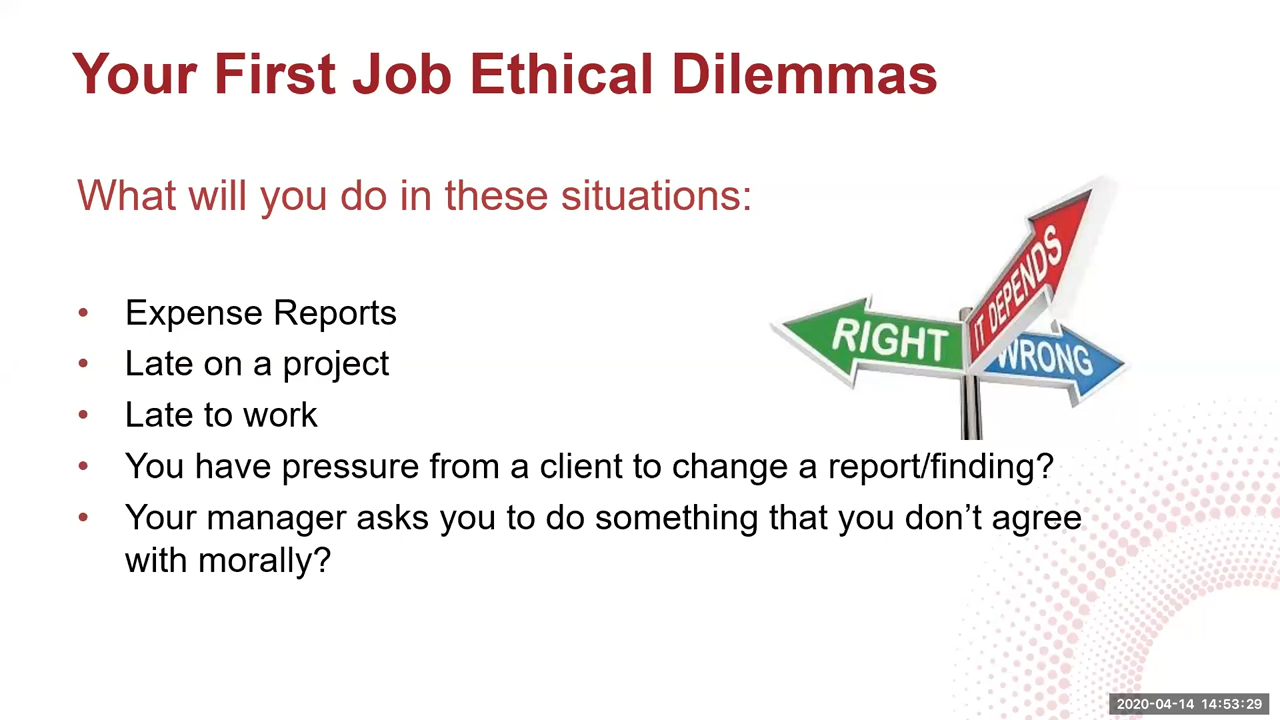 Your First Job Ethical Dilemmas
What will you do in these situations:
IT DEPENDS
RIGHT
WRONG
• Expense Reports
• Late on a project
• Late to work
• You have pressure from a client to change a report/finding?
• Your manager asks you to do something that you don’t agree
with morally?
2020-04-14 14:53:29